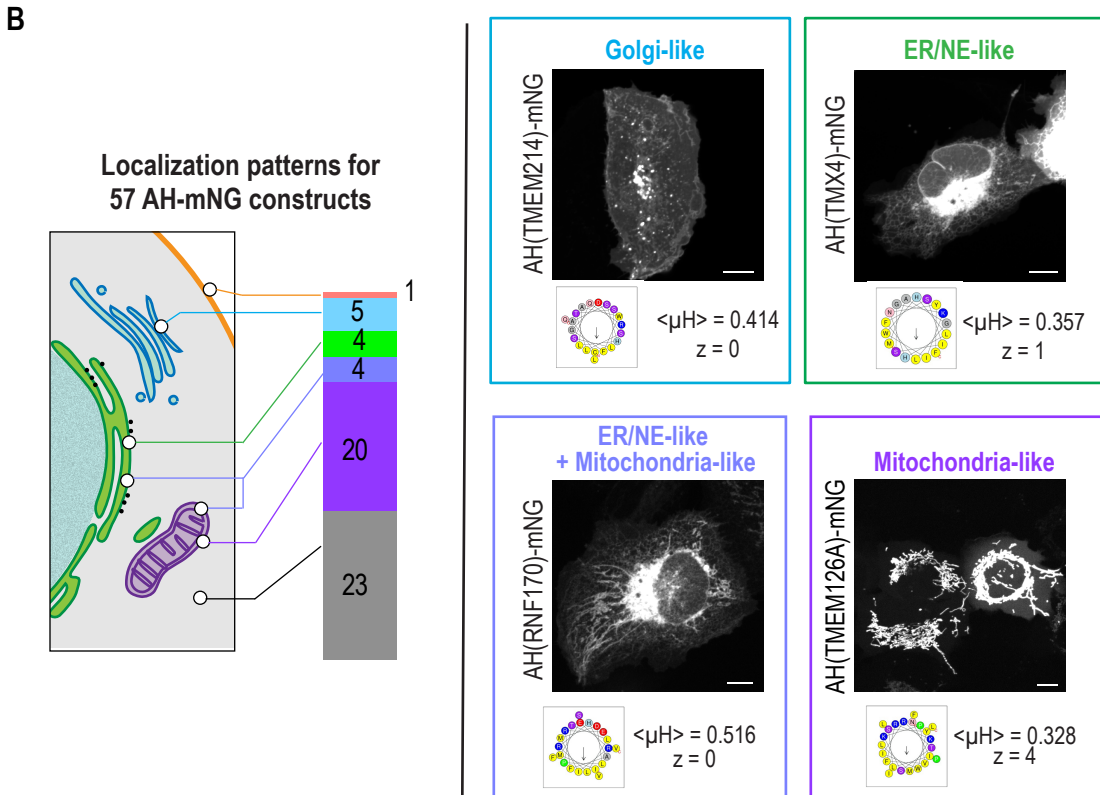 B
Localization patterns for
57 AH-mNG constructs
1
5
4
4
20
23
Golgi-like
AH(TMEM214)-mNG
<μH> = 0.414
z = 0
ER/NE-like
AH(TMX4)-mNG
<μH> = 0.357
z = 1
ER/NE-like
+ Mitochondria-like
AH(RNF170)-mNG
<μH> = 0.516
z = 0
Mitochondria-like
AH(TMEM126A)-mNG
<μH> = 0.328
z = 4